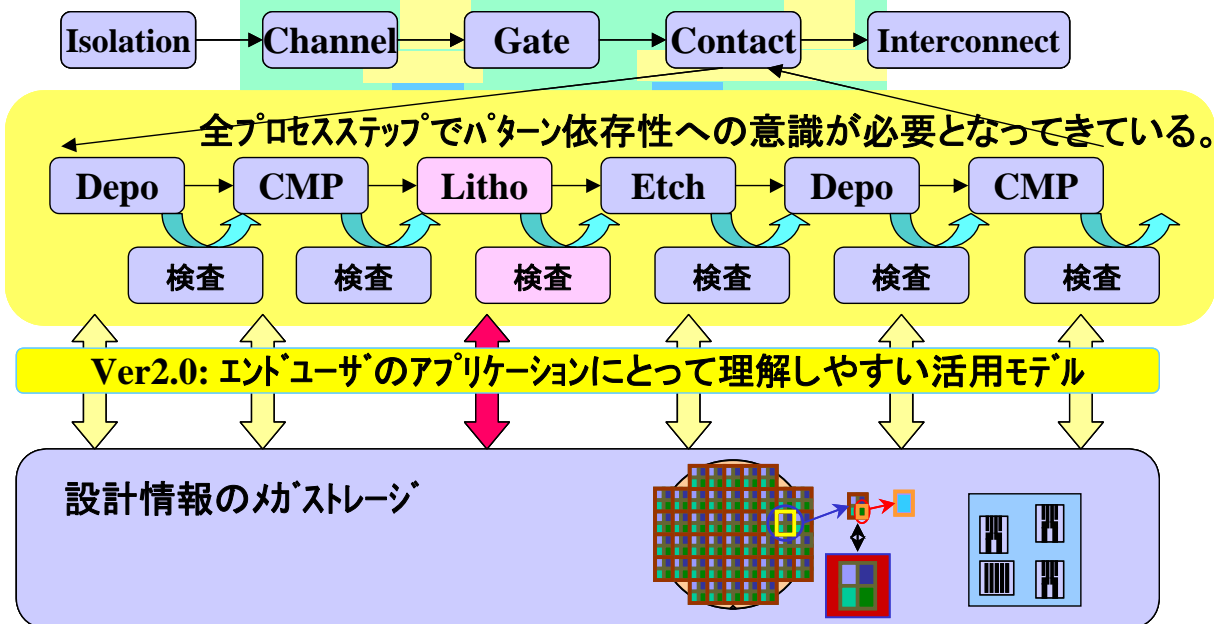 Isolation Channel Gate Contact Interconnect
全プロセスステップでパターン依存性への意識が必要となってきている。
Depo CMP Litho Etch Depo CMP
検査 検査 検査 検査 検査 検査
Ver2.0: エンドユーザのアプリケーションにとって理解しやすい活用モデル
設計情報のメガストレージ